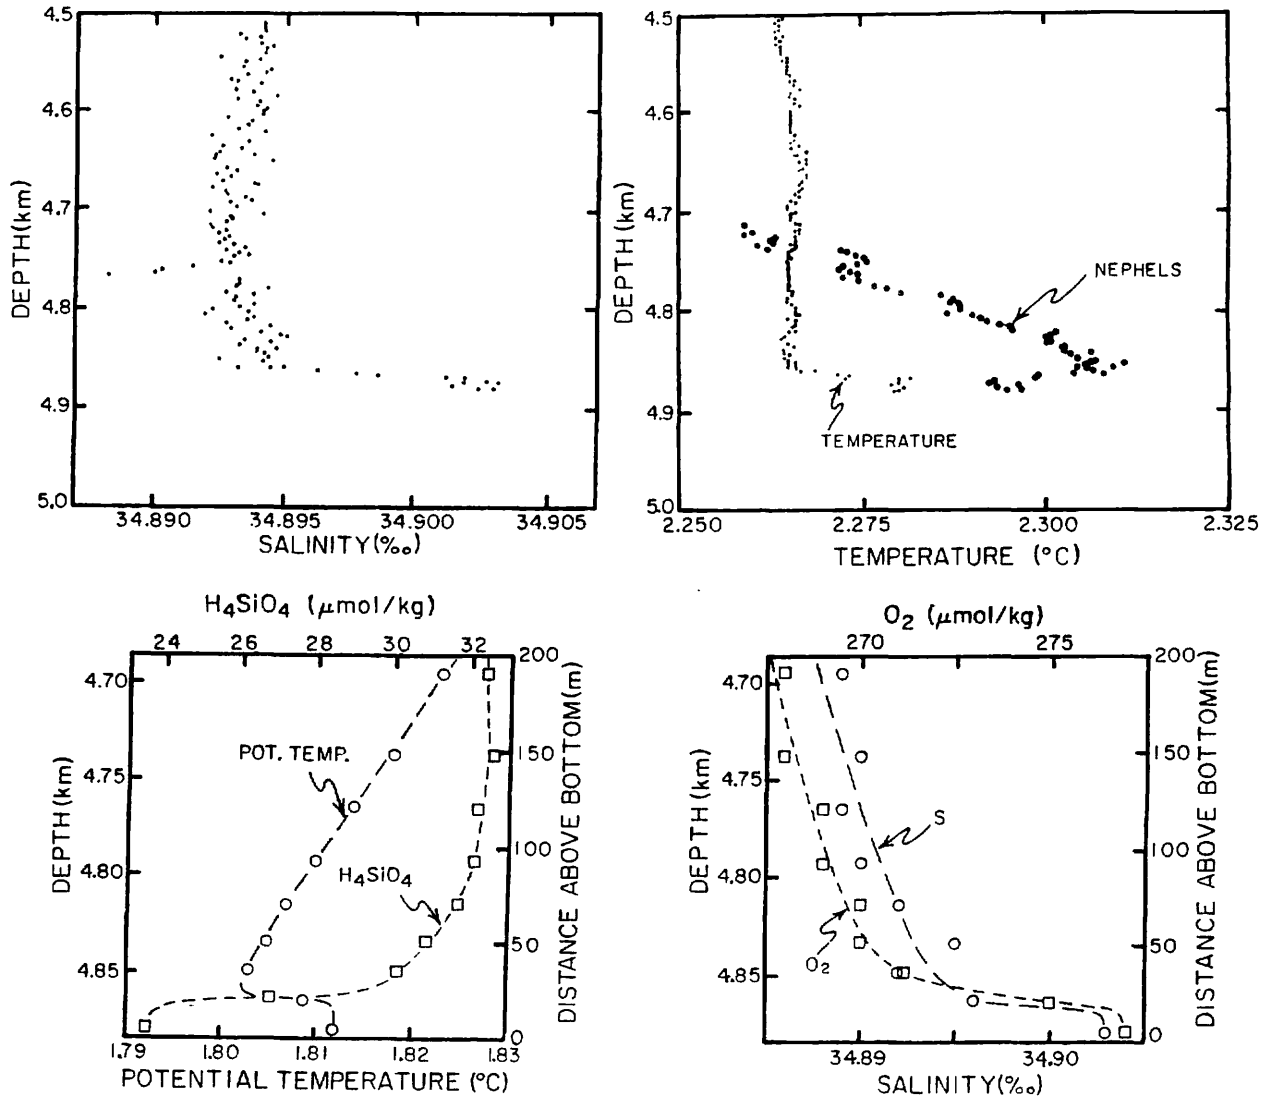 4.5
4.6
4.7
4.8
4.9
5.0
DEPTH (km)
34.890
34.895
34.900
34.905
SALINITY (‰)
4.5
4.6
4.7
4.8
4.9
5.0
DEPTH (km)
NEPHELS
TEMPERATURE
2.250
2.275
2.300
2.325
TEMPERATURE (°C)
H4SiO4 (μmol/kg)
24
26
28
30
32
4.70
4.75
4.80
4.85
DEPTH (km)
POT. TEMP.
H4SiO4
200
150
100
50
0
DISTANCE ABOVE BOTTOM (m)
1.79
1.80
1.81
1.82
1.83
POTENTIAL TEMPERATURE (°C)
O2 (μmol/kg)
270
275
4.70
4.75
4.80
4.85
DEPTH (km)
S
O2
200
150
100
50
0
DISTANCE ABOVE BOTTOM (m)
34.89
34.90
SALINITY (‰)